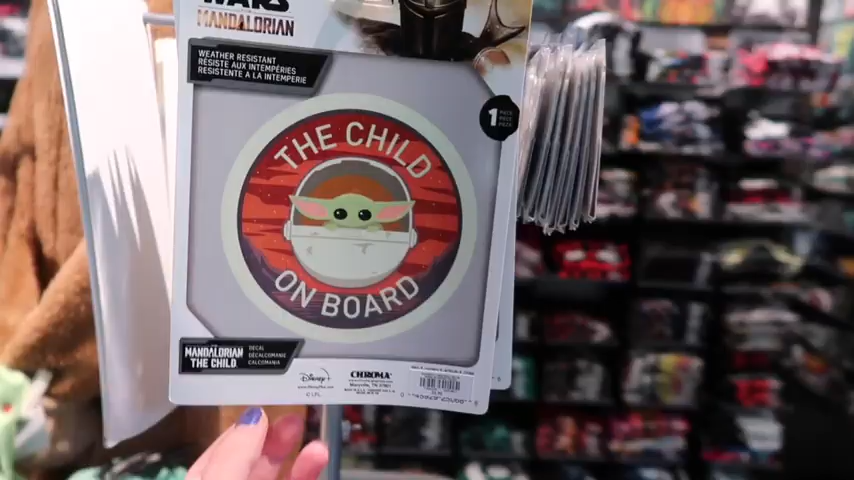 WARS
MANDALORIAN
WEATHER RESISTANT
RÉSISTE AUX INTEMPÉRIES
RESISTENTE A LA INTEMPERIE
1 PIECE
THE CHILD
ON BOARD
MANDALORIAN
THE CHILD
DECAL
DÉCALCOMANIE
CALCOMANIA
Disney+
CHROMA